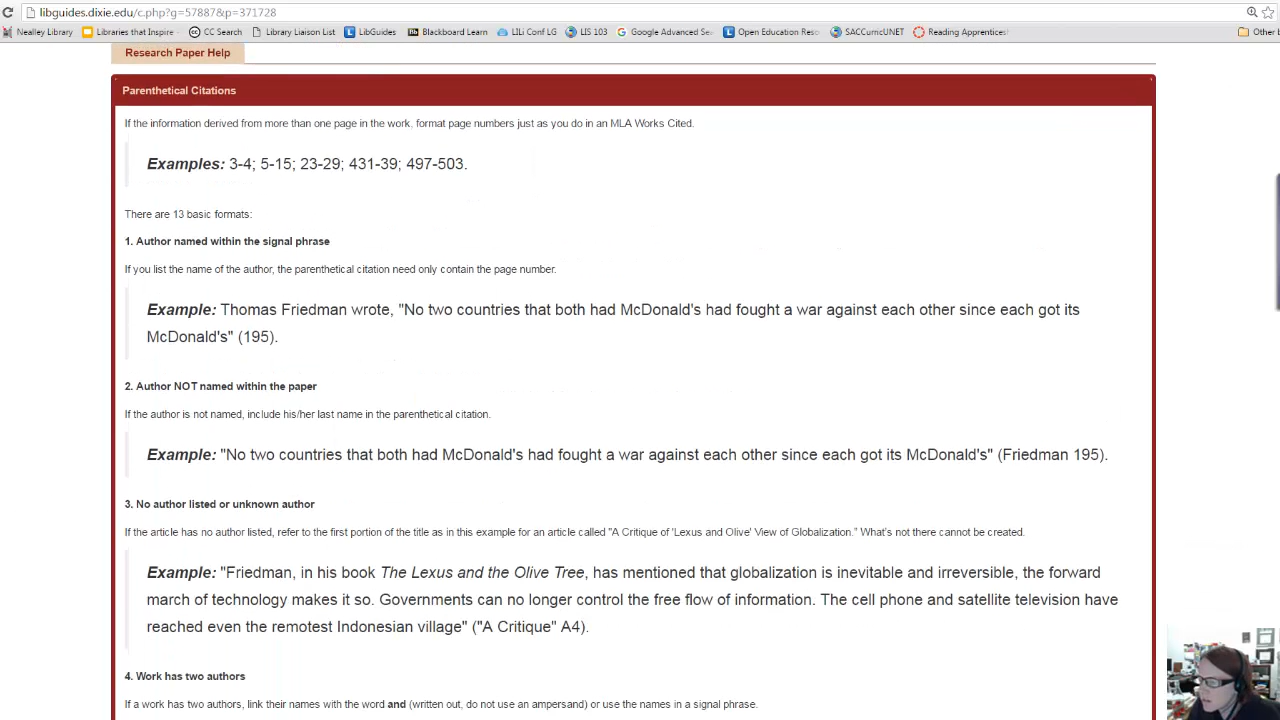 libguides.dixie.edu/c.php?g=57887&p=371728
Nealley Library
Libraries that Inspire
CC Search
Library Liaison List
LibGuides
Blackboard Learn
LILi Conf LG
LIS 103
Google Advanced Se
Open Education Reso
SACCurricUNET
Reading Apprentices
Other b
Research Paper Help
Parenthetical Citations
If the information derived from more than one page in the work, format page numbers just as you do in an MLA Works Cited.
Examples: 3-4; 5-15; 23-29; 431-39; 497-503.
There are 13 basic formats:
1. Author named within the signal phrase
If you list the name of the author, the parenthetical citation need only contain the page number.
Example: Thomas Friedman wrote, "No two countries that both had McDonald's had fought a war against each other since each got its
McDonald's" (195).
2. Author NOT named within the paper
If the author is not named, include his/her last name in the parenthetical citation.
Example: "No two countries that both had McDonald's had fought a war against each other since each got its McDonald's" (Friedman 195).
3. No author listed or unknown author
If the article has no author listed, refer to the first portion of the title as in this example for an article called "A Critique of 'Lexus and Olive' View of Globalization." What's not there cannot be created.
Example: "Friedman, in his book The Lexus and the Olive Tree, has mentioned that globalization is inevitable and irreversible, the forward
march of technology makes it so. Governments can no longer control the free flow of information. The cell phone and satellite television have
reached even the remotest Indonesian village" ("A Critique" A4).
4. Work has two authors
If a work has two authors, link their names with the word and (written out, do not use an ampersand) or use the names in a signal phrase.